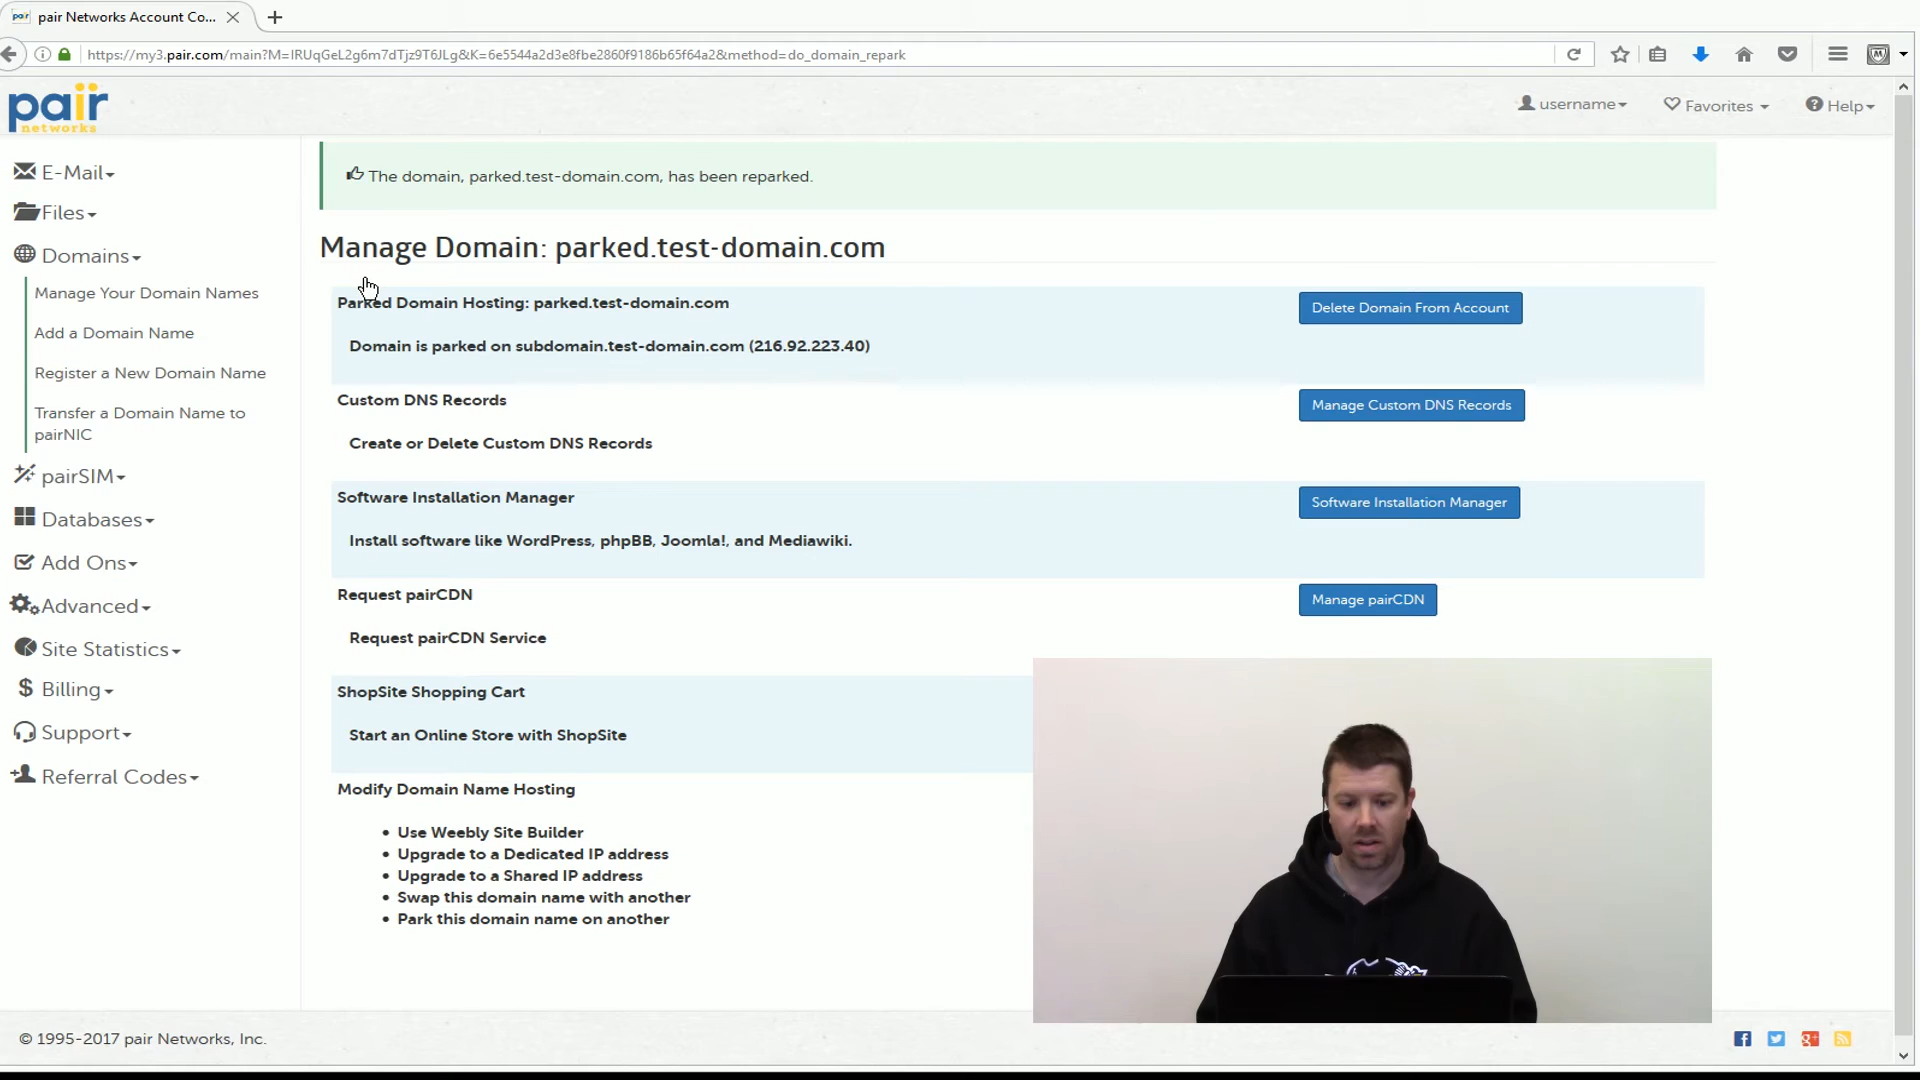 pair pair Networks Account Co...
https://my3.pair.com/main?M=IRUqGeL2g6m7dTjz9T6JLg&K=6e5544a2d3e8fbe2860f9186b65f64a2&method=do_domain_repark
pair
networks
username
Favorites
Help
E-Mail
Files
Domains
Manage Your Domain Names
Add a Domain Name
Register a New Domain Name
Transfer a Domain Name to
pairNIC
pairSIM
Databases
Add Ons
Advanced
Site Statistics
Billing
Support
Referral Codes
The domain, parked.test-domain.com, has been reparked.
Manage Domain: parked.test-domain.com
Parked Domain Hosting: parked.test-domain.com
Delete Domain From Account
Domain is parked on subdomain.test-domain.com (216.92.223.40)
Custom DNS Records
Manage Custom DNS Records
Create or Delete Custom DNS Records
Software Installation Manager
Software Installation Manager
Install software like WordPress, phpBB, Joomla!, and Mediawiki.
Request pairCDN
Manage pairCDN
Request pairCDN Service
ShopSite Shopping Cart
Start an Online Store with ShopSite
Modify Domain Name Hosting
• Use Weebly Site Builder
• Upgrade to a Dedicated IP address
• Upgrade to a Shared IP address
• Swap this domain name with another
• Park this domain name on another
© 1995-2017 pair Networks, Inc.